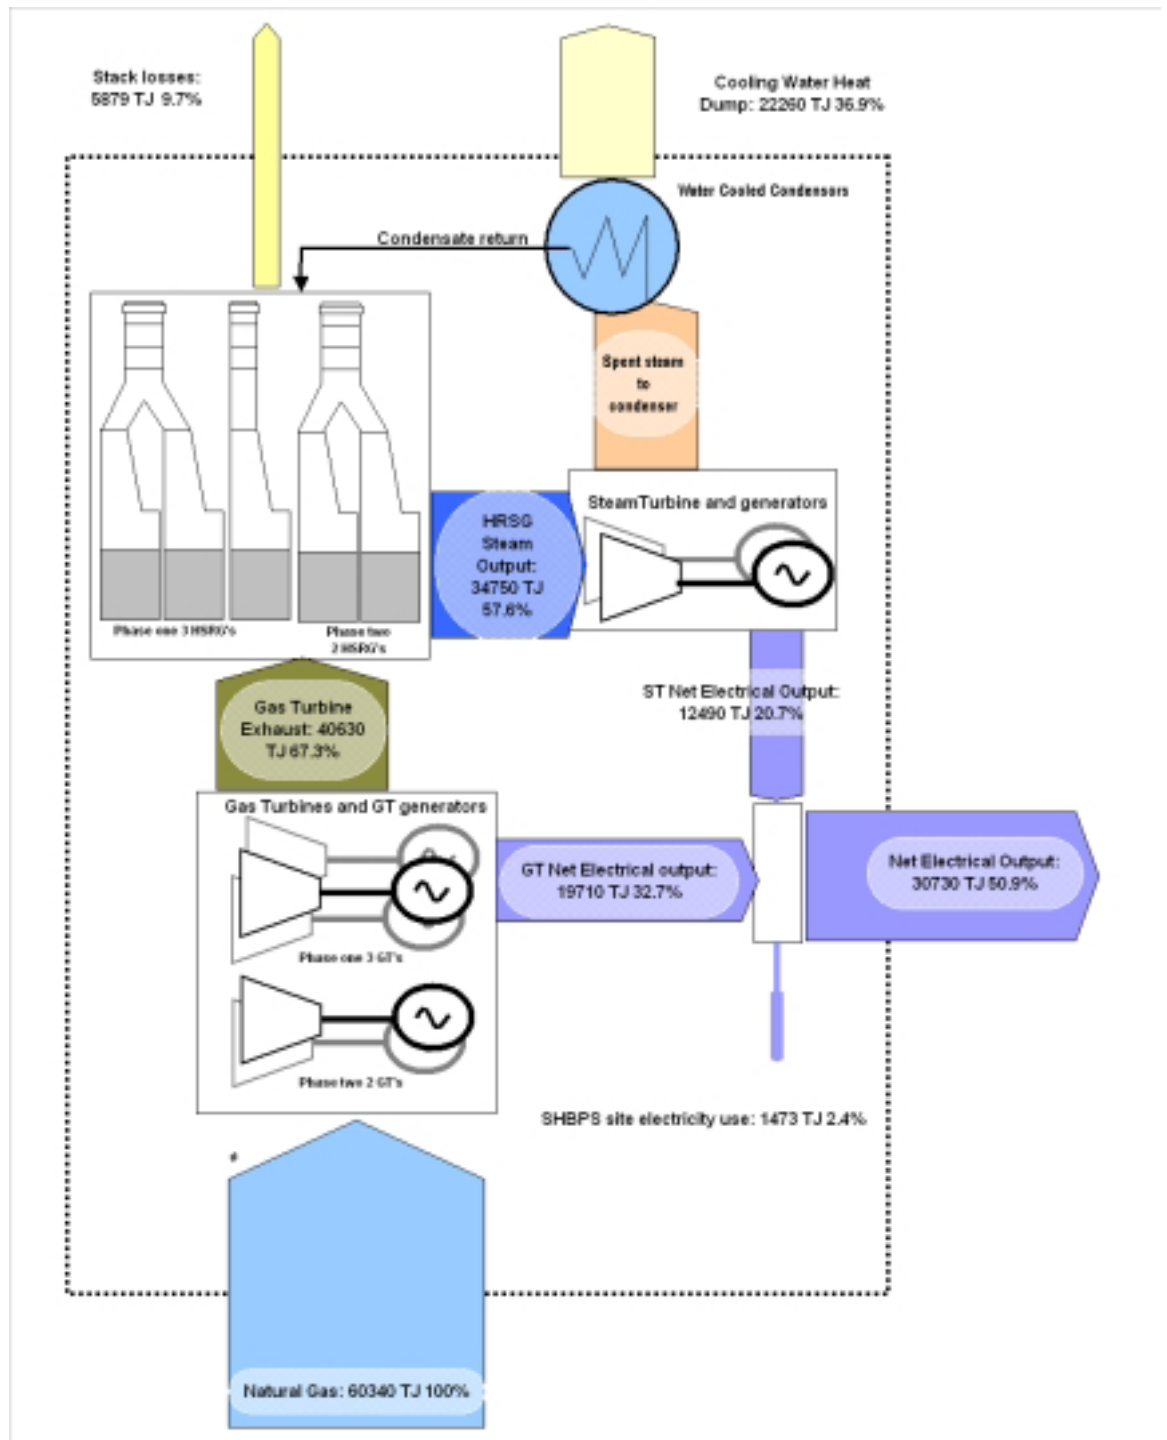 Stack losses:
5879 TJ 9.7%
Cooling Water Heat
Dump: 22260 TJ 36.9%
Water Cooled Condensors
Condensate return
Spent steam
to
condenser
SteamTurbine and generators
HRSG
Steam
Output:
34750 TJ
57.6%
Phase one 3 HSRG's
Phase two
2 HSRG's
ST Net Electrical Output:
12490 TJ 20.7%
Gas Turbine
Exhaust: 40630
TJ 67.3%
Gas Turbines and GT generators
GT Net Electrical output:
19710 TJ 32.7%
Net Electrical Output:
30730 TJ 50.9%
Phase one 3 GT's
Phase two 2 GT's
SHBPS site electricity use: 1473 TJ 2.4%
Natural Gas: 60340 TJ 100%